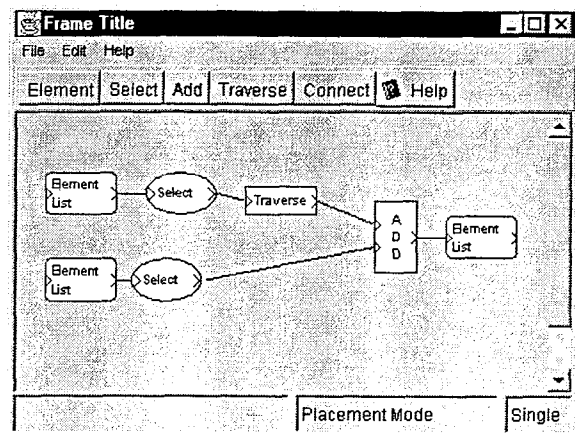 Frame Title
File Edit Help
Element Select Add Traverse Connect Help
Element
List
Select
Traverse
A
D
D
Element
List
Element
List
Select
Placement Mode
Single